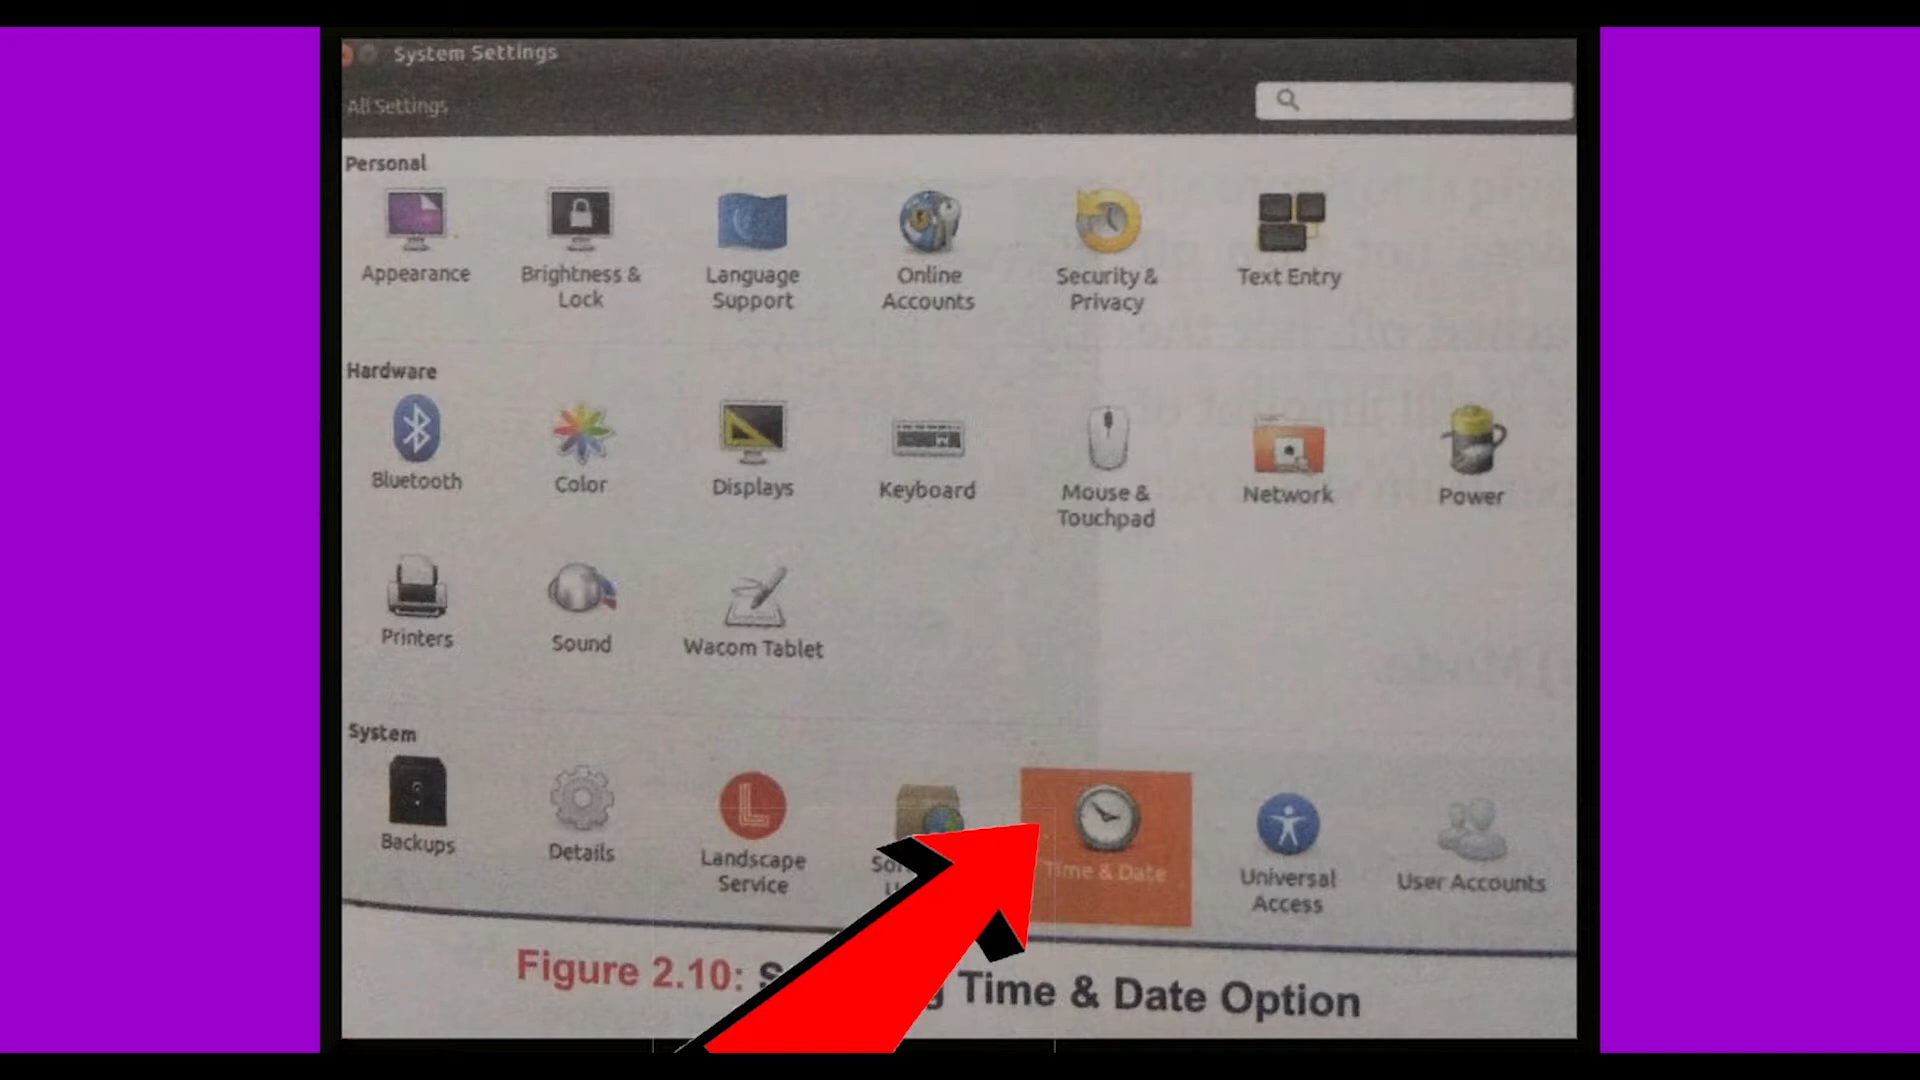 System Settings
All Settings
Personal
Appearance
Brightness &
Lock
Language
Support
Online
Accounts
Security &
Privacy
Text Entry
Hardware
Bluetooth
Color
Displays
Keyboard
Mouse &
Touchpad
Network
Power
Printers
Sound
Wacom Tablet
System
Backups
Details
Landscape
Service
Time & Date
Universal
Access
User Accounts
Figure 2.10: Time & Date Option